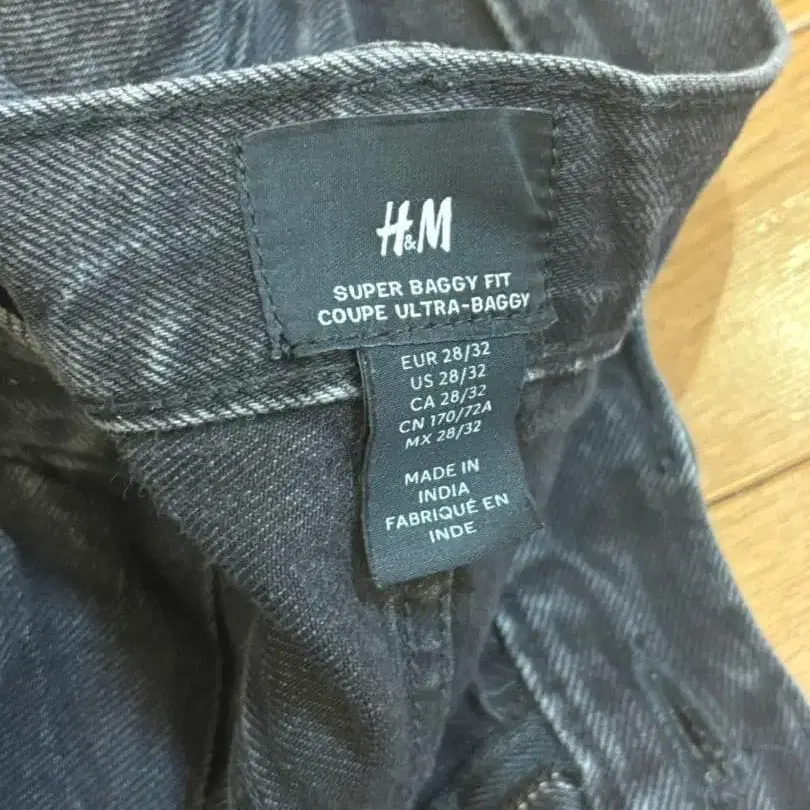 H&M
SUPER BAGGY FIT
COUPE ULTRA-BAGGY
EUR 28/32
US 28/32
CA 28/32
CN 170/72A
MX 28/32
MADE IN
INDIA
FABRIQUÉ EN
INDE